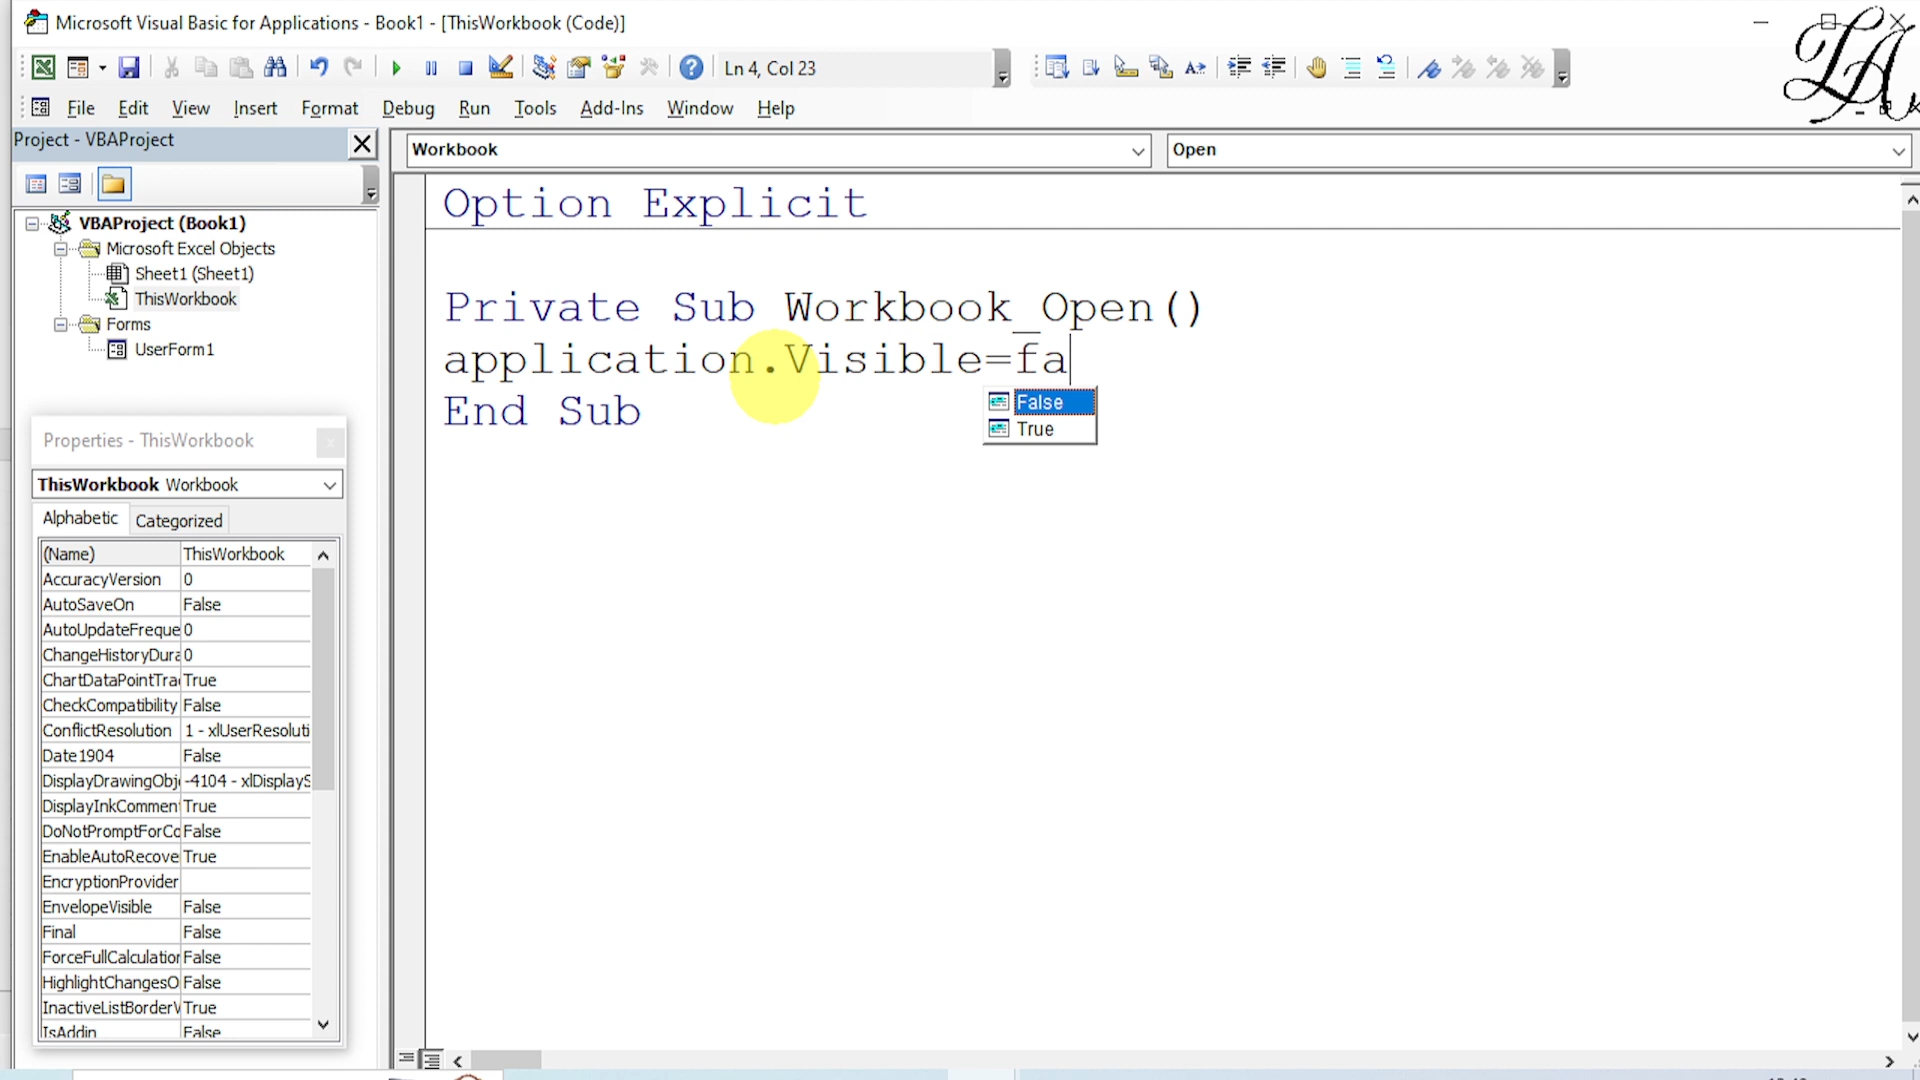 Microsoft Visual Basic for Applications - Book1 - [ThisWorkbook (Code)]
LA
Ln 4, Col 23
File Edit View Insert Format Debug Run Tools Add-Ins Window Help
Project - VBAProject
Workbook
Open
VBAProject (Book1)
Microsoft Excel Objects
Sheet1 (Sheet1)
ThisWorkbook
Forms
UserForm1
Option Explicit
Private Sub Workbook_Open()
application.Visible=fa
End Sub
False
True
Properties - ThisWorkbook
ThisWorkbook Workbook
Alphabetic Categorized
(Name) ThisWorkbook
AccuracyVersion 0
AutoSaveOn False
AutoUpdateFreque 0
ChangeHistoryDura 0
ChartDataPointTra True
CheckCompatibility False
ConflictResolution 1 - xlUserResoluti
Date1904 False
DisplayDrawingObj -4104 - xlDisplayS
DisplayInkCommen True
DoNotPromptForCo False
EnableAutoRecove True
EncryptionProvider
EnvelopeVisible False
Final False
ForceFullCalculation False
HighlightChangesO False
InactiveListBorderV True
IsAddin False